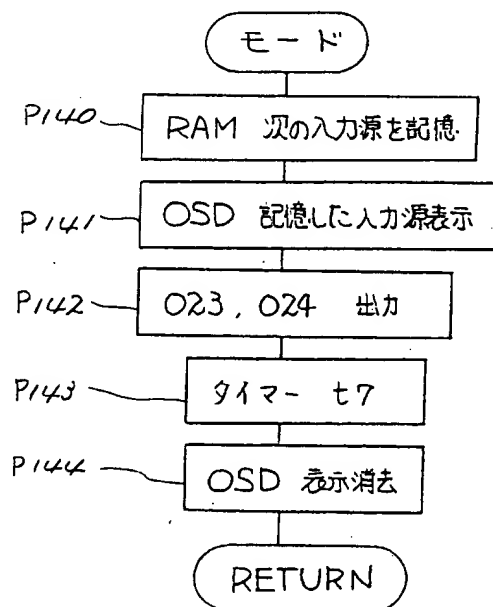 モード
P140
RAM 次の入力源を記憶
P141
OSD 記憶した入力源表示
P142
O23, O24 出力
P143
タイマー t7
P144
OSD 表示消去
RETURN